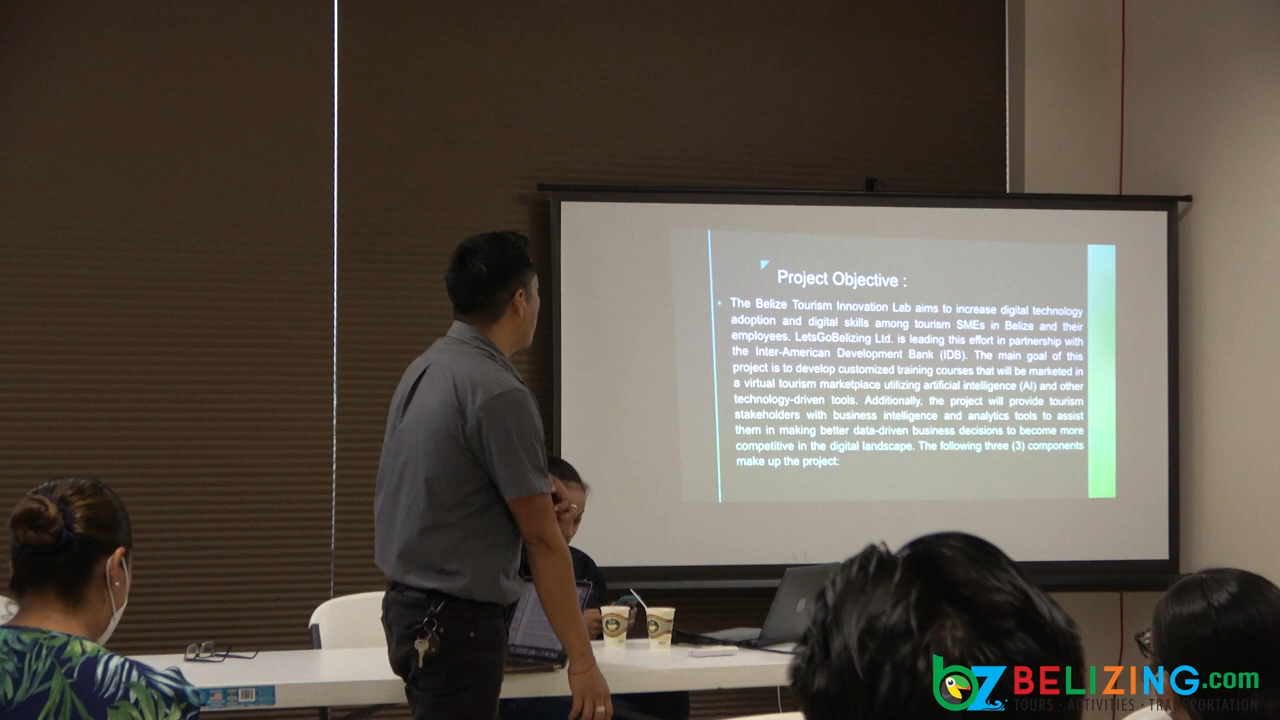 Project Objective :
The Belize Tourism Innovation Lab aims to increase digital technology
adoption and digital skills among tourism SMEs in Belize and their
employees. LetsGoBelizing Ltd. is leading this effort in partnership with
the Inter-American Development Bank (IDB). The main goal of this
project is to develop customized training courses that will be marketed in
a virtual tourism marketplace utilizing artificial intelligence (AI) and other
technology-driven tools. Additionally, the project will provide tourism
stakeholders with business intelligence and analytics tools to assist
them in making better data-driven business decisions to become more
competitive in the digital landscape. The following three (3) components
make up the project:
bz BELIZING.com
TOURS · ACTIVITIES · TRANSPORTATION